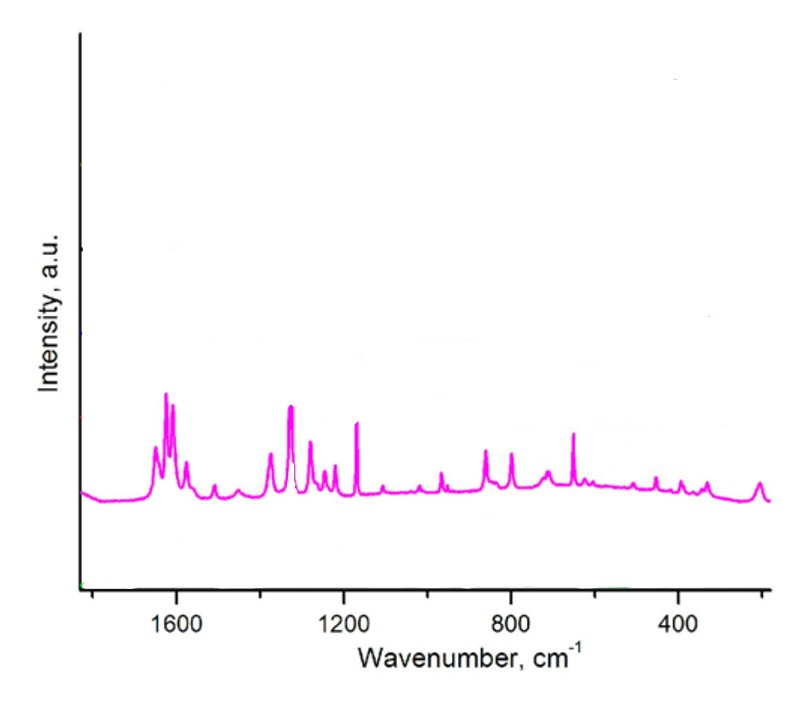 Intensity, a.u.
1600 1200 800 400
Wavenumber, cm⁻¹